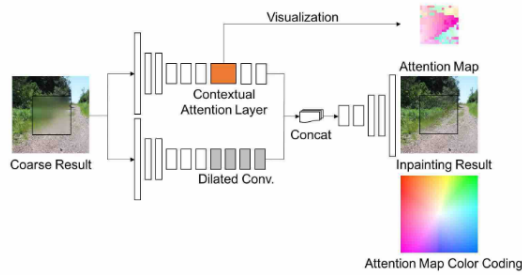 Visualization
Attention Map
Contextual
Attention Layer
Concat
Coarse Result
Inpainting Result
Dilated Conv.
Attention Map Color Coding